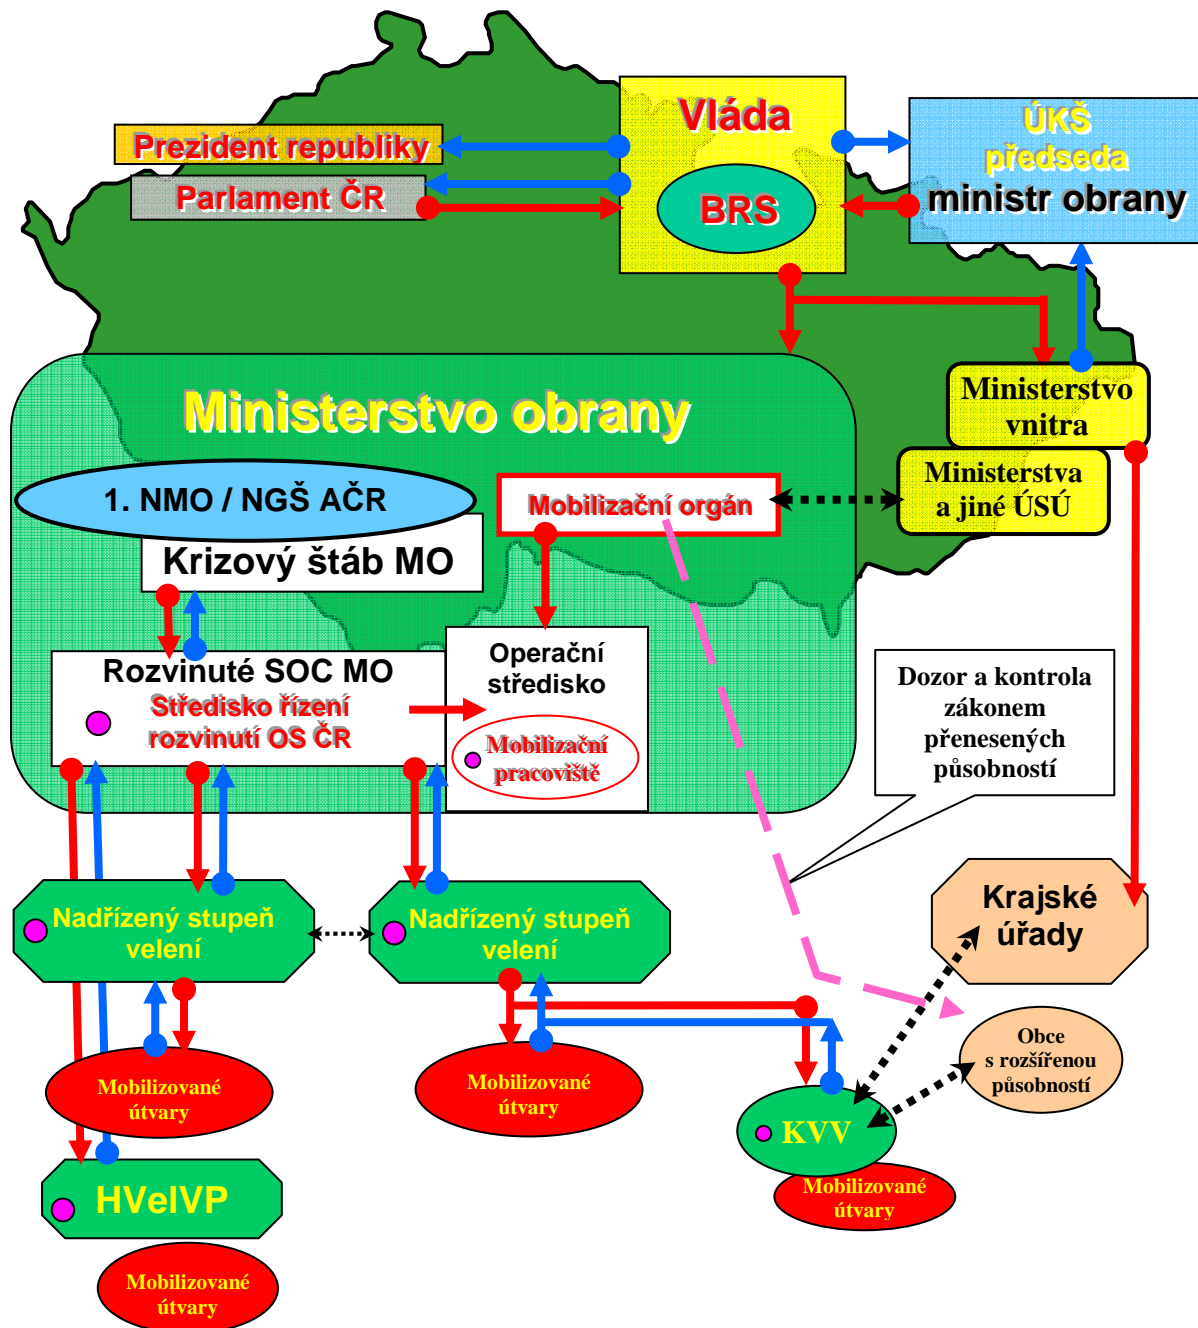 Vláda
BRS
Prezident republiky
Parlament ČR
ÚKŠ
předseda
ministr obrany
Ministerstvo obrany
Ministerstvo
vnitra
Ministerstva
a jiné ÚSÚ
1. NMO / NGŠ AČR
Krizový štáb MO
Mobilizační orgán
Rozvinuté SOC MO
Středisko řízení
rozvinutí OS ČR
Operační
středisko
Mobilizační
pracoviště
Dozor a kontrola
zákonem
přenesených
působností
Nadřízený stupeň
velení
Nadřízený stupeň
velení
Krajské
úřady
Obce
s rozšířenou
působností
Mobilizované
útvary
Mobilizované
útvary
KVV
Mobilizované
útvary
HVelVP
Mobilizované
útvary